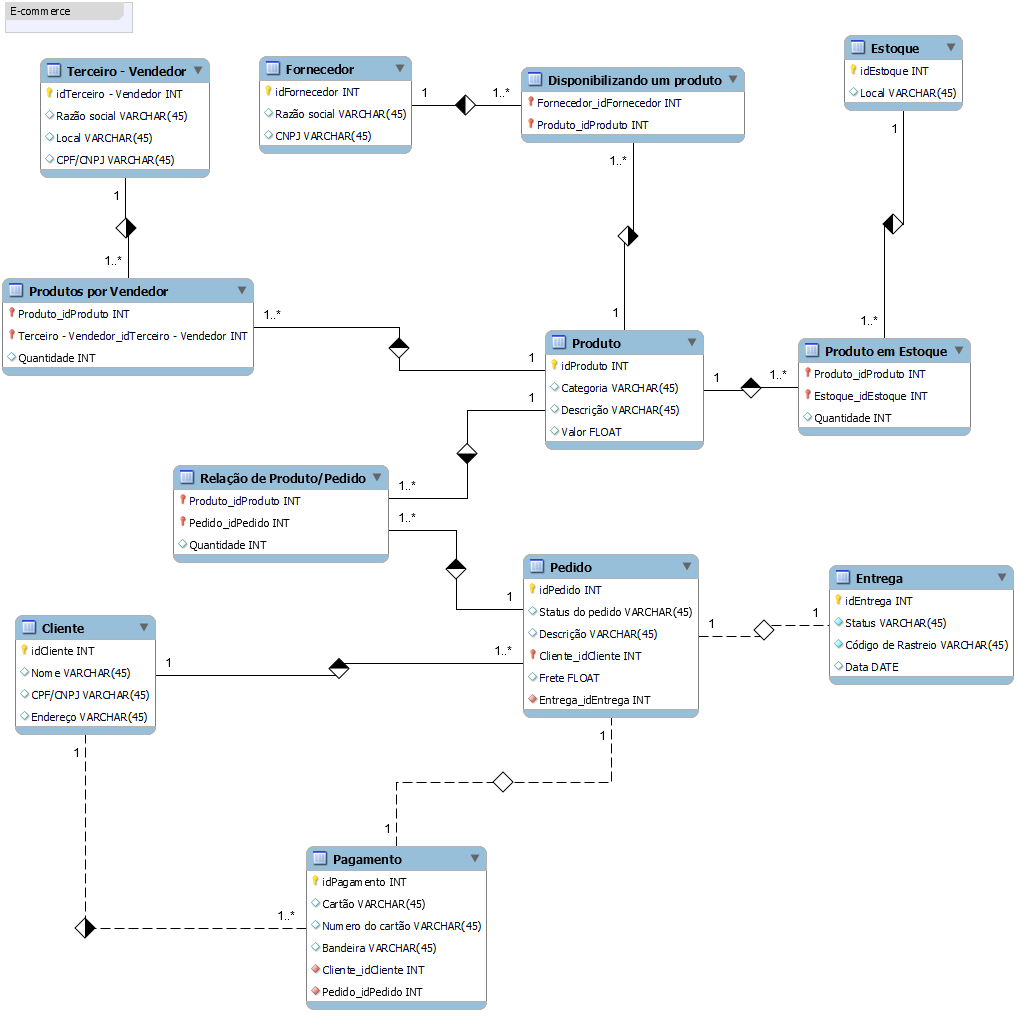 E-commerce
Terceiro - Vendedor
idTerceiro - Vendedor INT
Razão social VARCHAR(45)
Local VARCHAR(45)
CPF/CNPJ VARCHAR(45)
Fornecedor
idFornecedor INT
Razão social VARCHAR(45)
CNPJ VARCHAR(45)
1
1..*
Disponibilizando um produto
Fornecedor_idFornecedor INT
Produto_idProduto INT
Estoque
idEstoque INT
Local VARCHAR(45)
1
1..*
1..*
1
1
1..*
Produtos por Vendedor
Produto_idProduto INT
Terceiro - Vendedor_idTerceiro - Vendedor INT
Quantidade INT
1..*
1
Produto
idProduto INT
Categoria VARCHAR(45)
Descrição VARCHAR(45)
Valor FLOAT
1
1..*
Produto em Estoque
Produto_idProduto INT
Estoque_idEstoque INT
Quantidade INT
1
1..*
Relação de Produto/Pedido
Produto_idProduto INT
Pedido_idPedido INT
Quantidade INT
1..*
1
Pedido
idPedido INT
Status do pedido VARCHAR(45)
Descrição VARCHAR(45)
Cliente_idCliente INT
Frete FLOAT
Entrega_idEntrega INT
1
1
Entrega
idEntrega INT
Status VARCHAR(45)
Código de Rastreio VARCHAR(45)
Data DATE
Cliente
idCliente INT
Nome VARCHAR(45)
CPF/CNPJ VARCHAR(45)
Endereço VARCHAR(45)
1
1..*
1
1
1
1..*
Pagamento
idPagamento INT
Cartão VARCHAR(45)
Numero do cartão VARCHAR(45)
Bandeira VARCHAR(45)
Cliente_idCliente INT
Pedido_idPedido INT